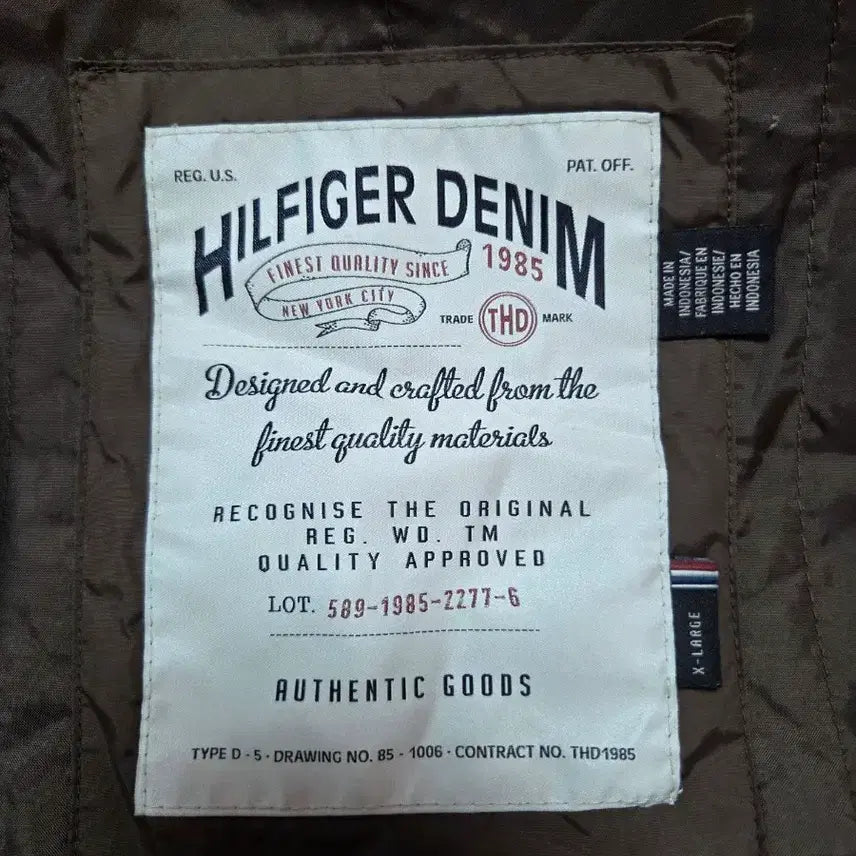 REG. U.S.
PAT. OFF.
HILFIGER DENIM
FINEST QUALITY SINCE 1985
NEW YORK CITY
TRADE THD MARK
Designed and crafted from the
finest quality materials
RECOGNISE THE ORIGINAL
REG. WD. TM
QUALITY APPROVED
LOT. 589-1985-2277-6
AUTHENTIC GOODS
TYPE D - 5 · DRAWING NO. 85 - 1006 · CONTRACT NO. THD1985
MADE IN
INDONESIA/
FABRIQUE EN
INDONESIE/
HECHO EN
INDONESIA
X-LARGE